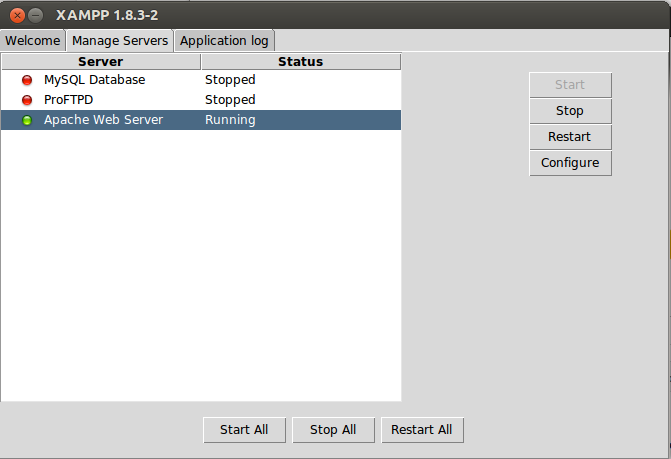 XAMPP 1.8.3-2
Welcome Manage Servers Application log
Server Status
MySQL Database Stopped
ProFTPD Stopped
Apache Web Server Running
Start
Stop
Restart
Configure
Start All Stop All Restart All